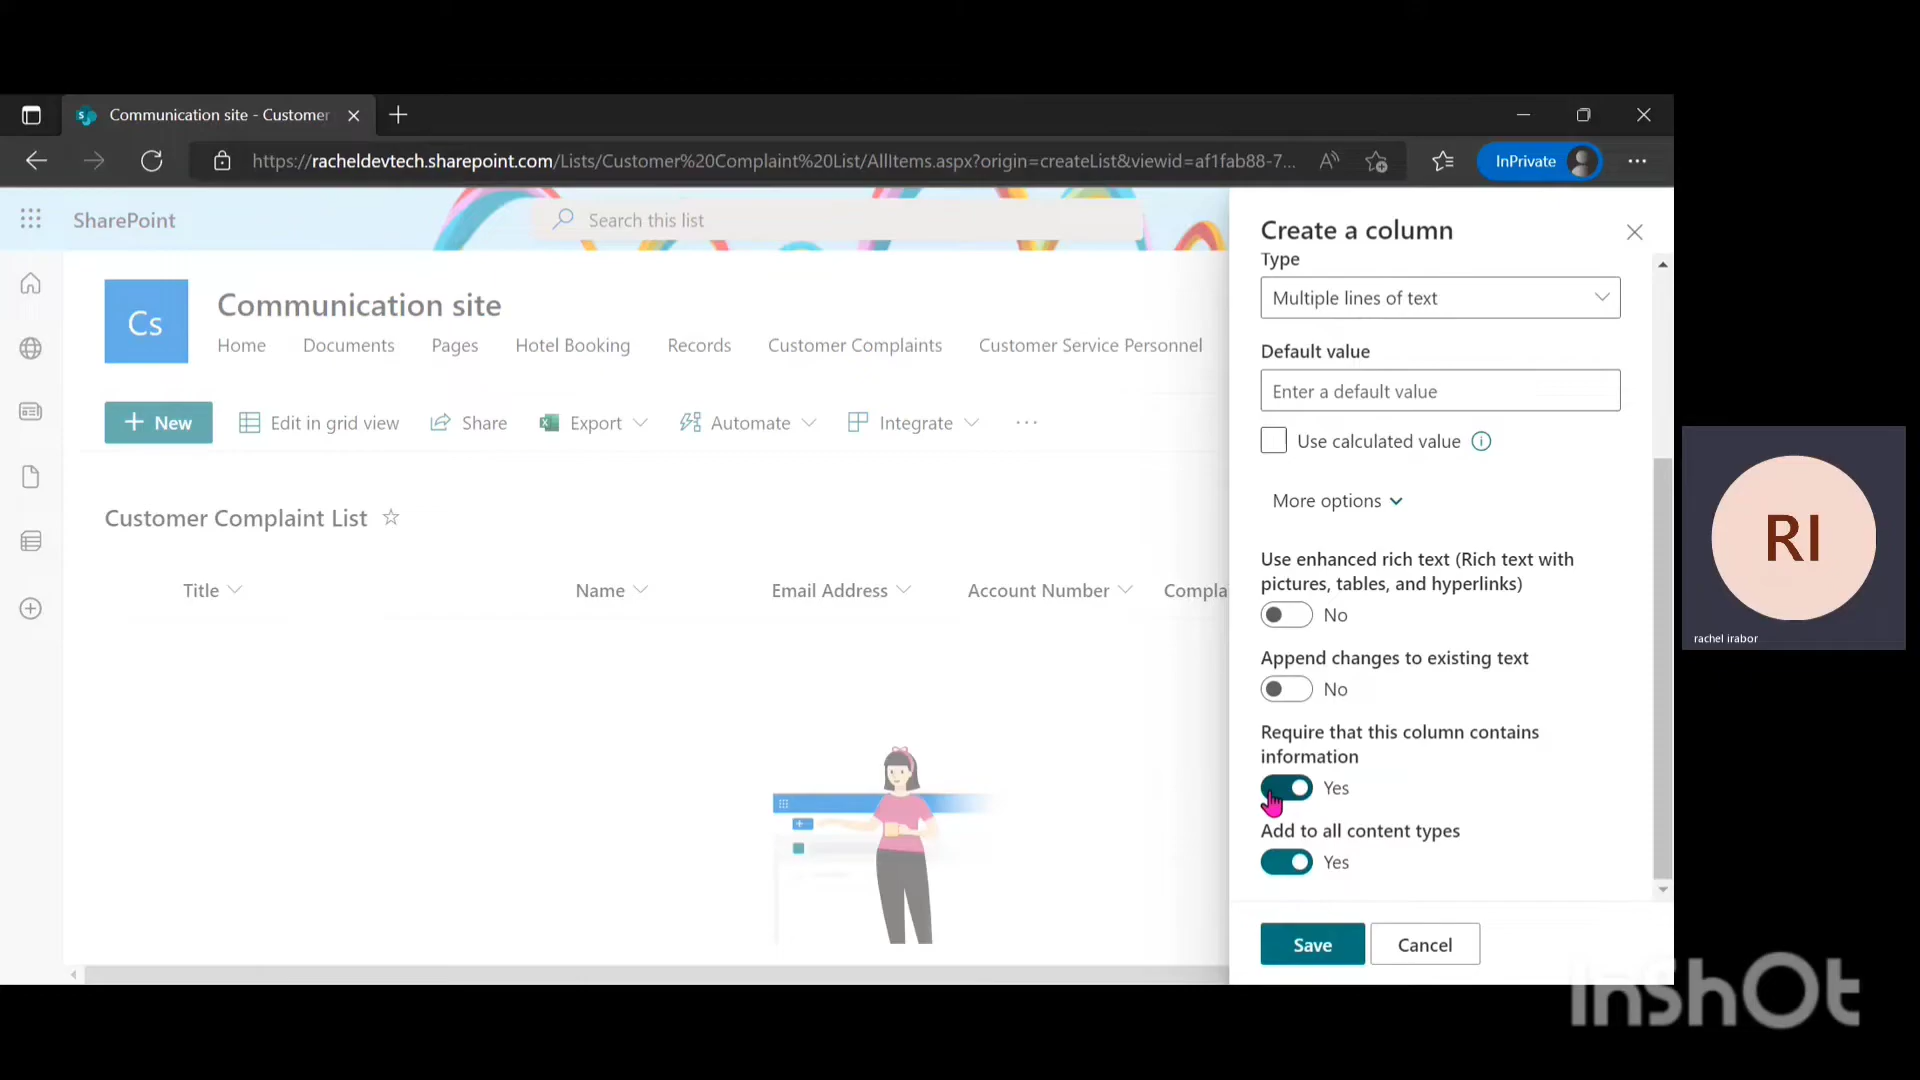 Communication site - Customer
https://racheldevtech.sharepoint.com/Lists/Customer%20Complaint%20List/AllItems.aspx?origin=createList&viewid=af1fab88-7...
InPrivate
SharePoint
Search this list
Cs
Communication site
Home
Documents
Pages
Hotel Booking
Records
Customer Complaints
Customer Service Personnel
New
Edit in grid view
Share
Export
Automate
Integrate
Customer Complaint List
Title
Name
Email Address
Account Number
Compla
Create a column
Type
Multiple lines of text
Default value
Enter a default value
Use calculated value
More options
Use enhanced rich text (Rich text with
pictures, tables, and hyperlinks)
No
Append changes to existing text
No
Require that this column contains
information
Yes
Add to all content types
Yes
Save
Cancel
RI
rachel irabor
InShOt